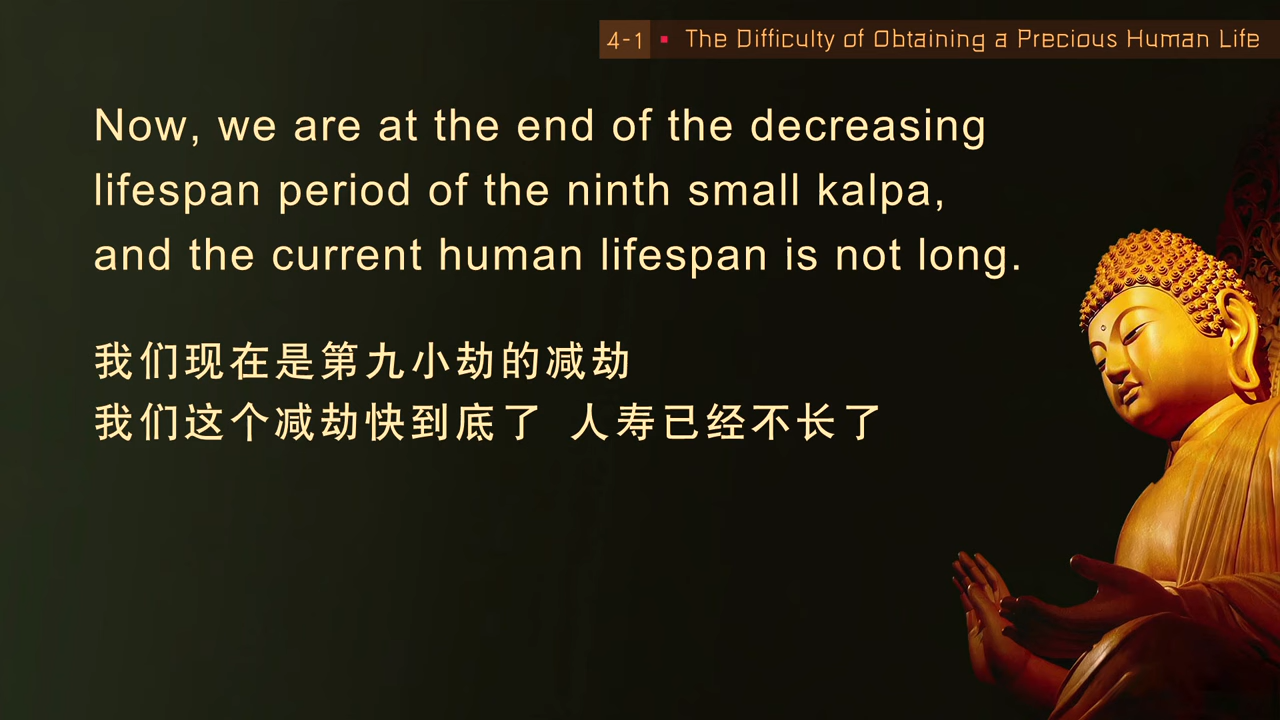 4-1 ▪ The Difficulty of Obtaining a Precious Human Life
Now, we are at the end of the decreasing
lifespan period of the ninth small kalpa,
and the current human lifespan is not long.
我们现在是第九小劫的减劫
我们这个减劫快到底了 人寿已经不长了